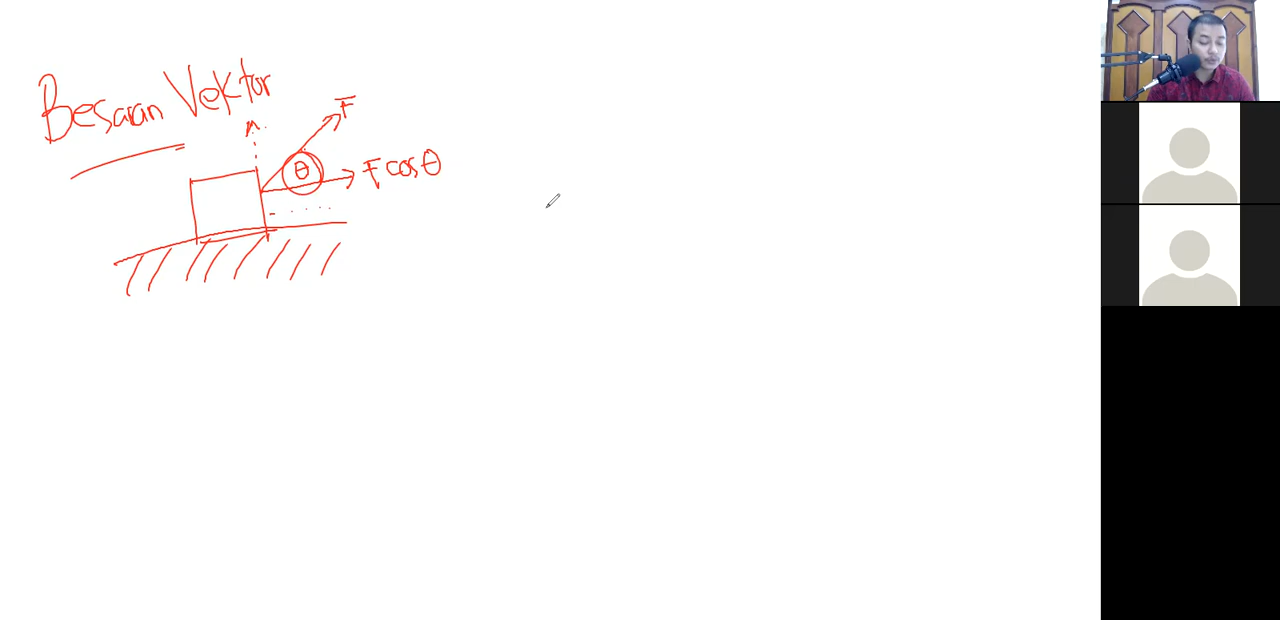 Besaran Vektor
F
θ
F cos θ